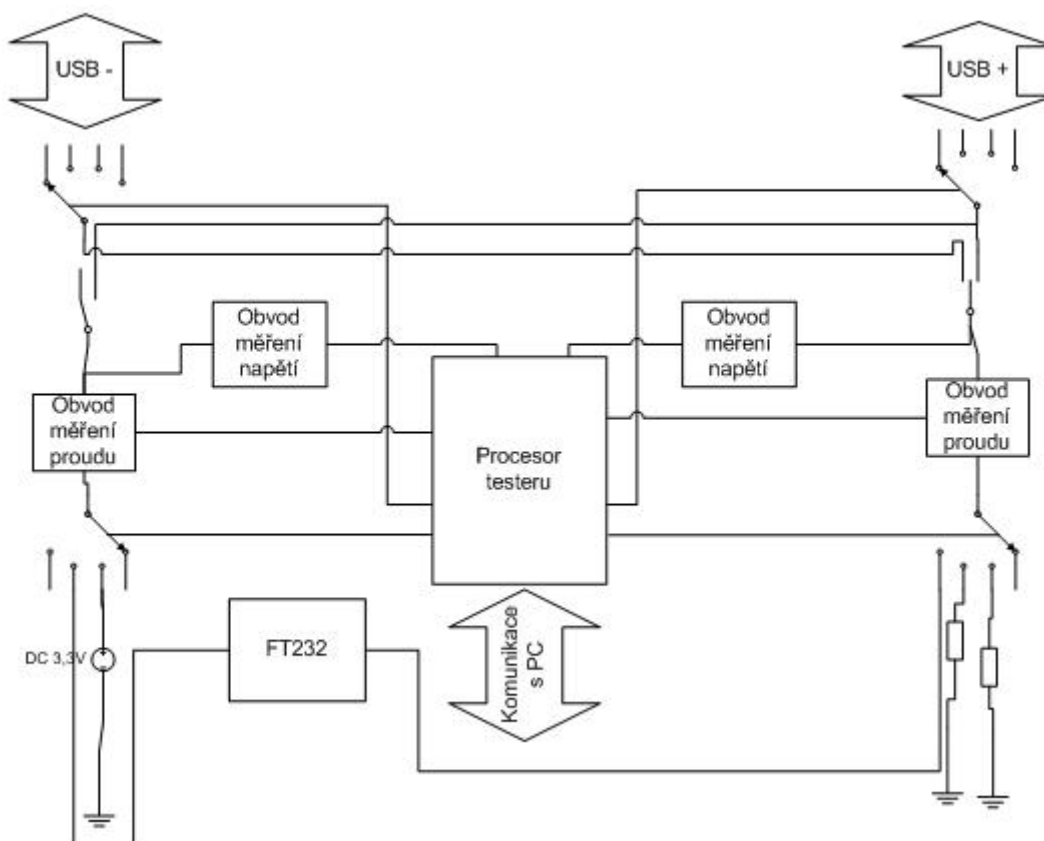 USB -
USB +
Obvod
měření
napětí
Obvod
měření
napětí
Obvod
měření
proudu
Obvod
měření
proudu
Procesor
testeru
FT232
DC 3,3V
Komunikace
s PC